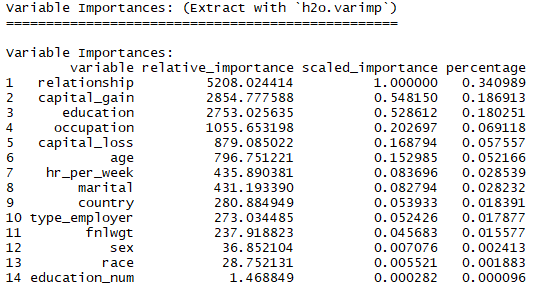 Variable Importances: (Extract with `h2o.varimp`)
=================================================
Variable Importances:
variable relative_importance scaled_importance percentage
1 relationship 5208.024414 1.000000 0.340989
2 capital_gain 2854.777588 0.548150 0.186913
3 education 2753.025635 0.528612 0.180251
4 occupation 1055.653198 0.202697 0.069118
5 capital_loss 879.085022 0.168794 0.057557
6 age 796.751221 0.152985 0.052166
7 hr_per_week 435.890381 0.083696 0.028539
8 marital 431.193390 0.082794 0.028232
9 country 280.884949 0.053933 0.018391
10 type_employer 273.034485 0.052426 0.017877
11 fnlwgt 237.918823 0.045683 0.015577
12 sex 36.852104 0.007076 0.002413
13 race 28.752131 0.005521 0.001883
14 education_num 1.468849 0.000282 0.000096